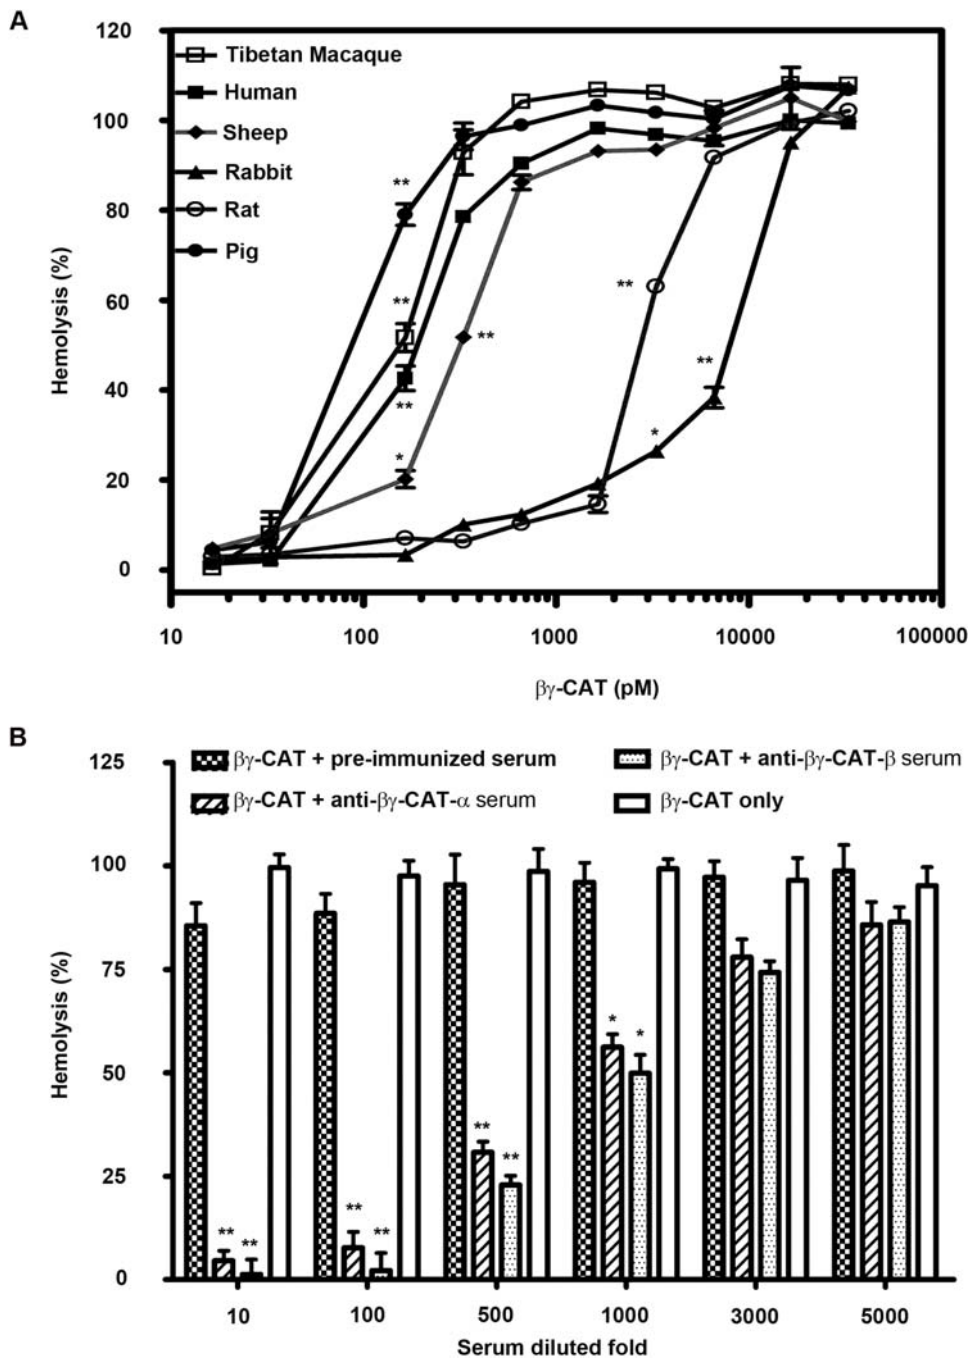 A
120
100
80
60
40
20
0
Hemolysis (%)
Tibetan Macaque
Human
Sheep
Rabbit
Rat
Pig
**
**
**
*
**
**
*
**
10 100 1000 10000 100000
βγ-CAT (pM)
B
βγ-CAT + pre-immunized serum
βγ-CAT + anti-βγ-CAT-β serum
βγ-CAT + anti-βγ-CAT-α serum
βγ-CAT only
125
100
75
50
25
0
Hemolysis (%)
** **
** **
** **
* *
10 100 500 1000 3000 5000
Serum diluted fold